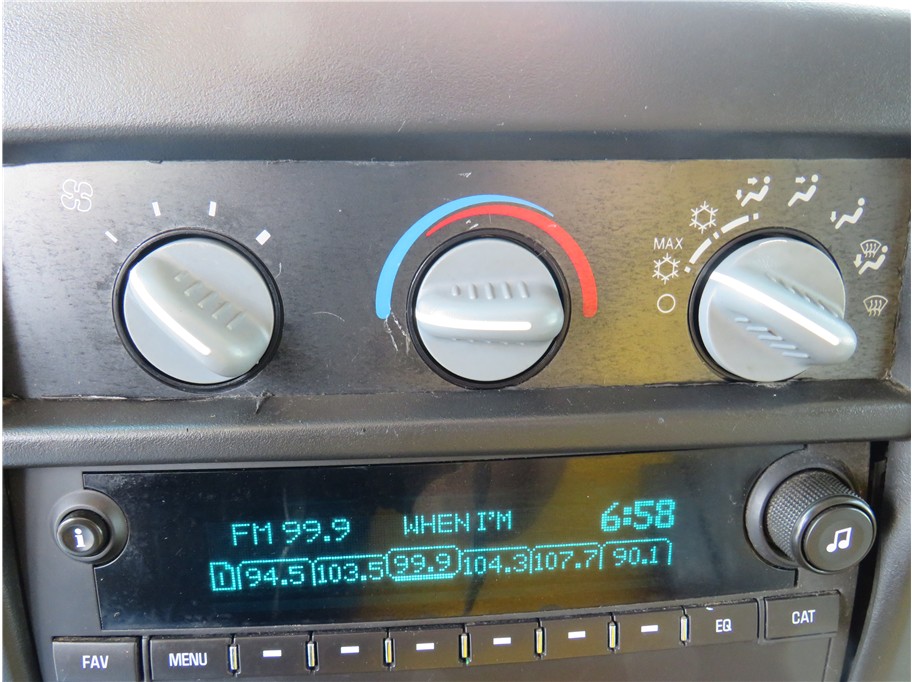 MAX
FM 99.9 WHEN I'M 6:58
1 94.5 103.5 99.9 104.3 107.7 90.1
i
FAV MENU EQ CAT